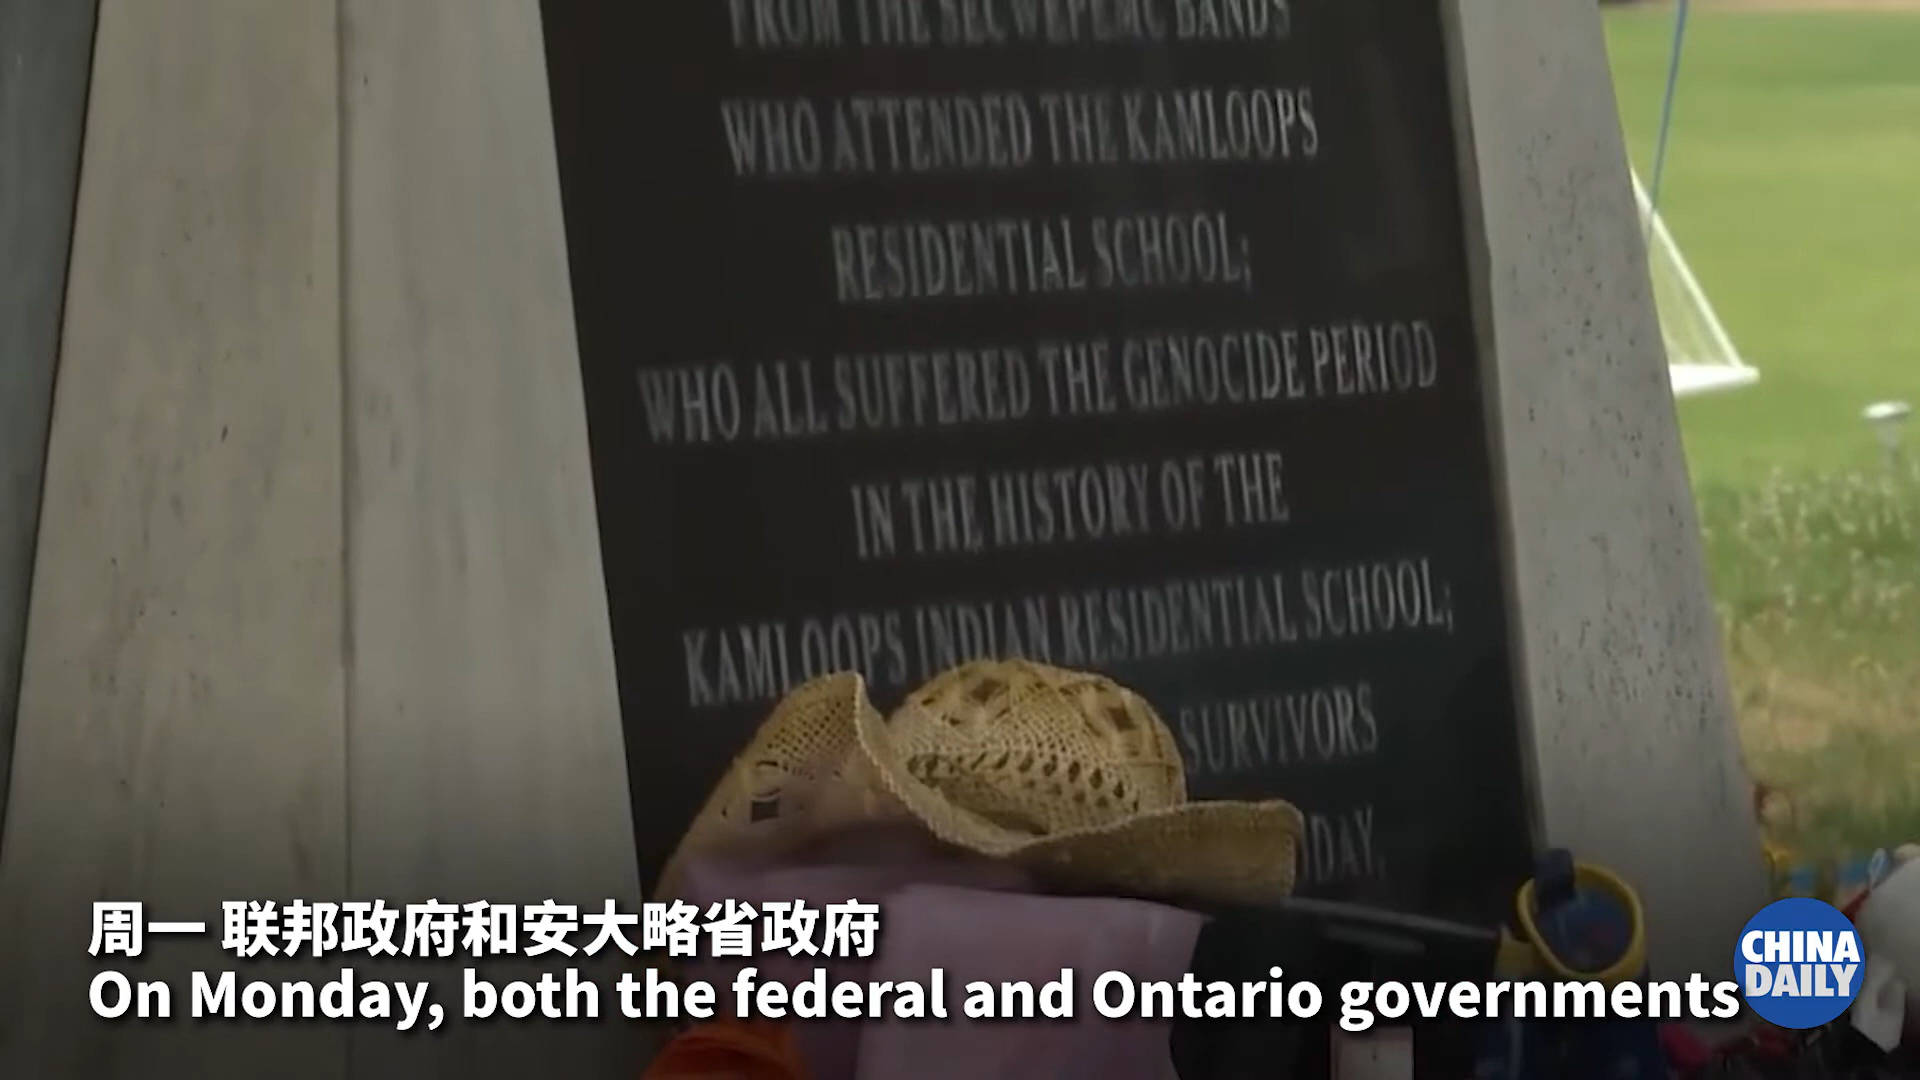 FROM THE SECWEPEMC BANDS
WHO ATTENDED THE KAMLOOPS
RESIDENTIAL SCHOOL;
WHO ALL SUFFERED THE GENOCIDE PERIOD
IN THE HISTORY OF THE
KAMLOOPS INDIAN RESIDENTIAL SCHOOL;
SURVIVORS
周一 联邦政府和安大略省政府
On Monday, both the federal and Ontario governments
CHINA
DAILY